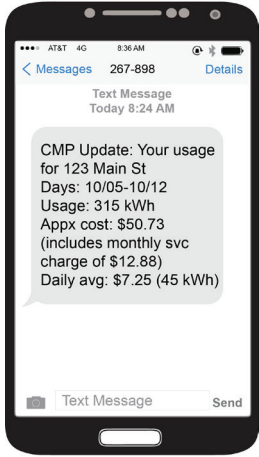 AT&T 4G 8:36 AM
Messages 267-898 Details
Text Message
Today 8:24 AM
CMP Update: Your usage
for 123 Main St
Days: 10/05-10/12
Usage: 315 kWh
Appx cost: $50.73
(includes monthly svc
charge of $12.88)
Daily avg: $7.25 (45 kWh)
Text Message Send